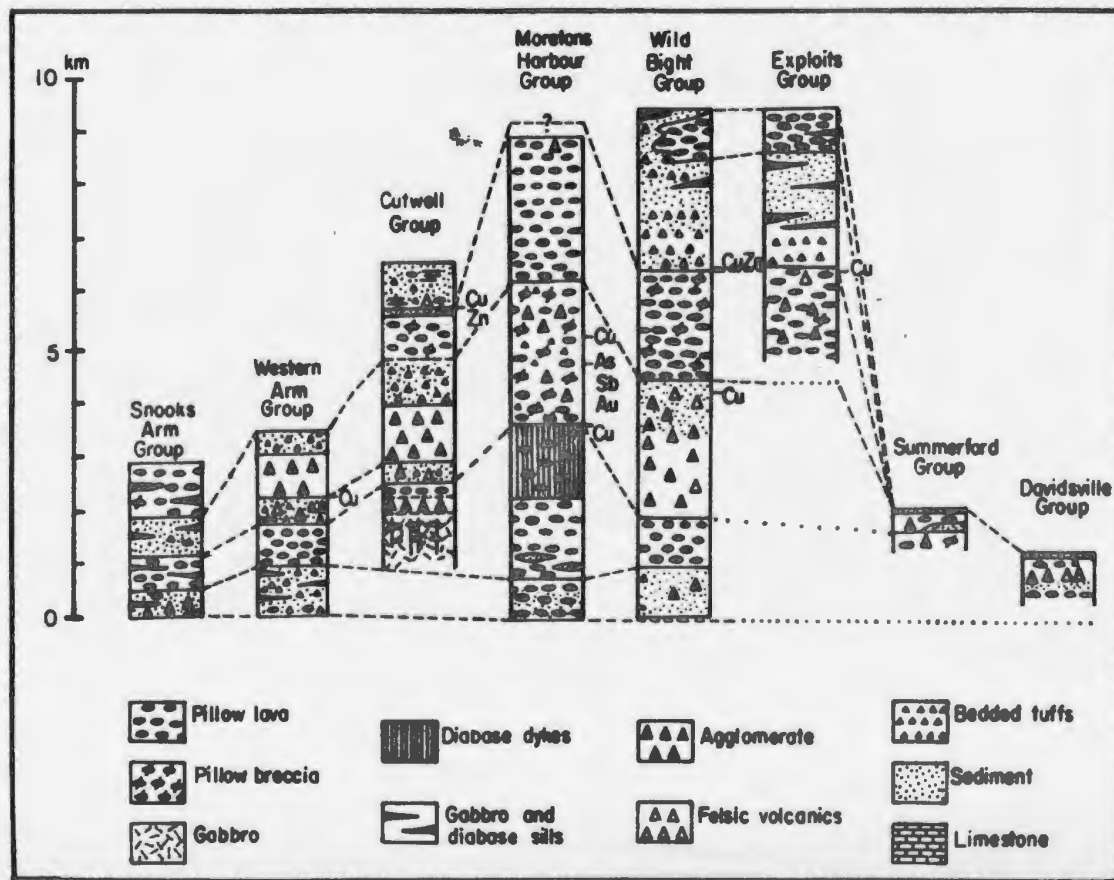 km
10
5
0
Snooks
Arm
Group
Western
Arm
Group
Cu
Cutwell
Group
Cu
Zn
Moretons
Harbour
Group
?
Cu
As
Sb
Au
Cu
Wild
Bight
Group
CuZn
Cu
Exploits
Group
Cu
Summerford
Group
Davidsville
Group
Pillow lava
Pillow breccia
Gabbro
Diabase dykes
Gabbro and
diabase sills
Agglomerate
Felsic volcanics
Bedded tuffs
Sediment
Limestone